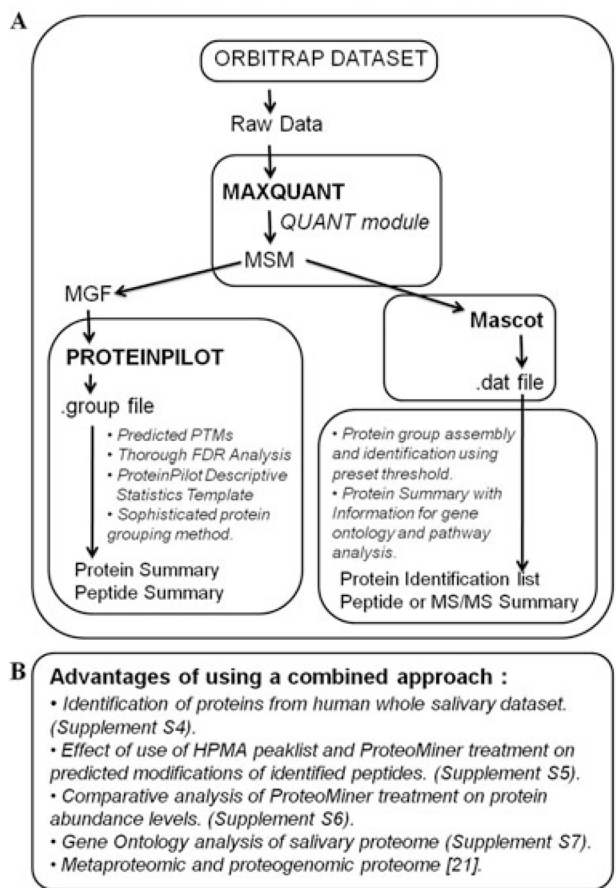 A
ORBITRAP DATASET
Raw Data
MAXQUANT
QUANT module
MSM
MGF
PROTEINPILOT
.group file
• Predicted PTMs
• Thorough FDR Analysis
• ProteinPilot Descriptive
Statistics Template
• Sophisticated protein
grouping method.
Protein Summary
Peptide Summary
Mascot
.dat file
• Protein group assembly
and identification using
preset threshold.
• Protein Summary with
Information for gene
ontology and pathway
analysis.
Protein Identification list
Peptide or MS/MS Summary
B
Advantages of using a combined approach :
• Identification of proteins from human whole salivary dataset.
(Supplement S4).
• Effect of use of HPMA peaklist and ProteoMiner treatment on
predicted modifications of identified peptides. (Supplement S5).
• Comparative analysis of ProteoMiner treatment on protein
abundance levels. (Supplement S6).
• Gene Ontology analysis of salivary proteome (Supplement S7).
• Metaproteomic and proteogenomic proteome [21].